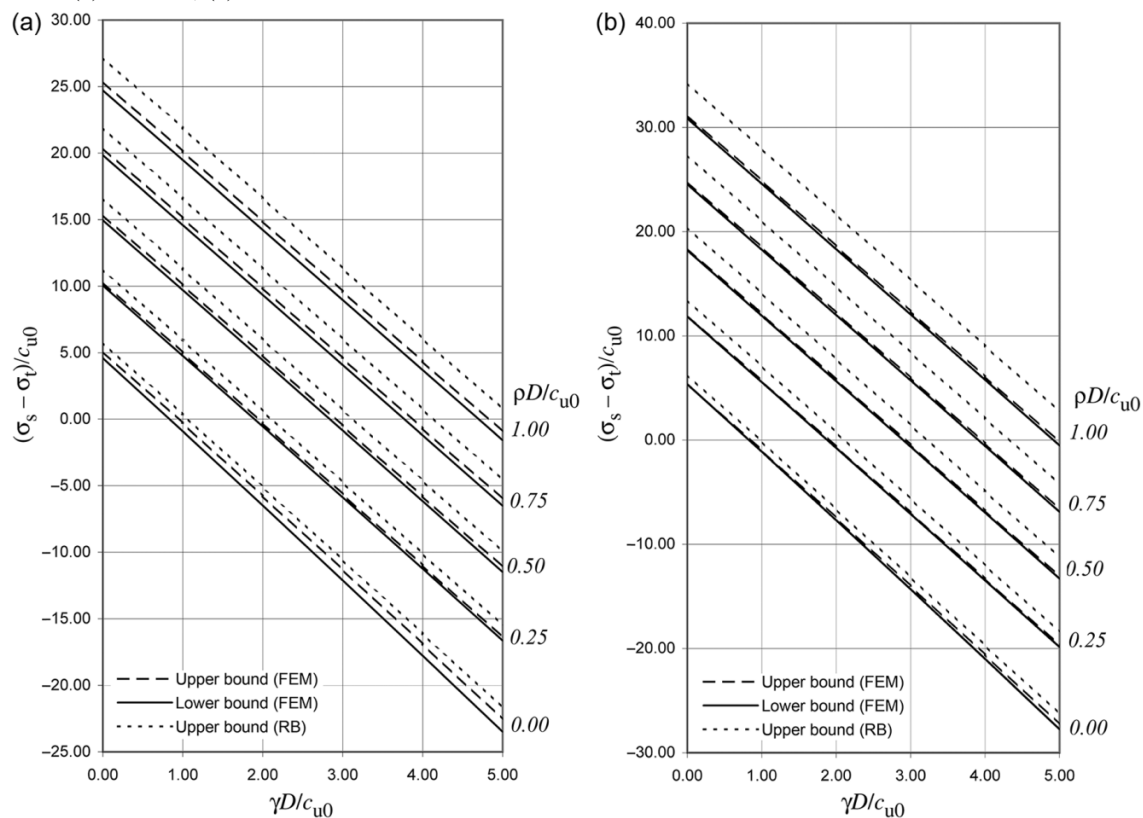 (a)
30.00
25.00
20.00
15.00
10.00
5.00
0.00
−5.00
−10.00
−15.00
−20.00
−25.00
(σs − σt)/cu0
ρD/cu0
1.00
0.75
0.50
0.25
0.00
Upper bound (FEM)
Lower bound (FEM)
Upper bound (RB)
0.00 1.00 2.00 3.00 4.00 5.00
γD/cu0
(b)
40.00
30.00
20.00
10.00
0.00
−10.00
−20.00
−30.00
(σs − σt)/cu0
ρD/cu0
1.00
0.75
0.50
0.25
0.00
Upper bound (FEM)
Lower bound (FEM)
Upper bound (RB)
0.00 1.00 2.00 3.00 4.00 5.00
γD/cu0